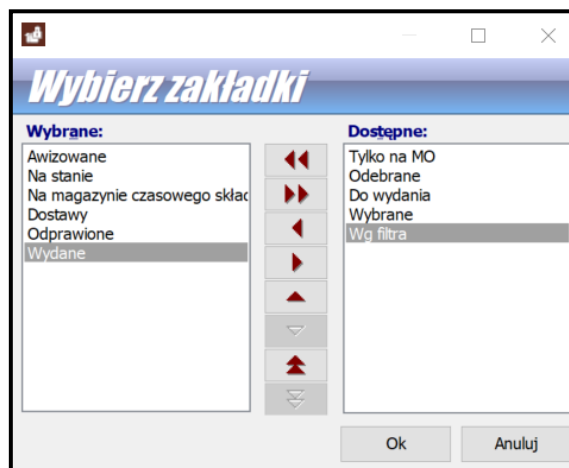 Wybierz zakładki
Wybrane:
Awizowane
Na stanie
Na magazynie czasowego skład
Dostawy
Odprawione
Wydane
Dostępne:
Tylko na MO
Odebrane
Do wydania
Wybrane
Wg filtra
Ok
Anuluj